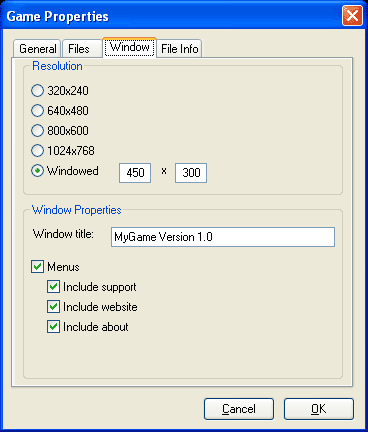 Game Properties
General Files Window File Info
Resolution
320x240
640x480
800x600
1024x768
Windowed 450 x 300
Window Properties
Window title: MyGame Version 1.0
Menus
Include support
Include website
Include about
Cancel OK